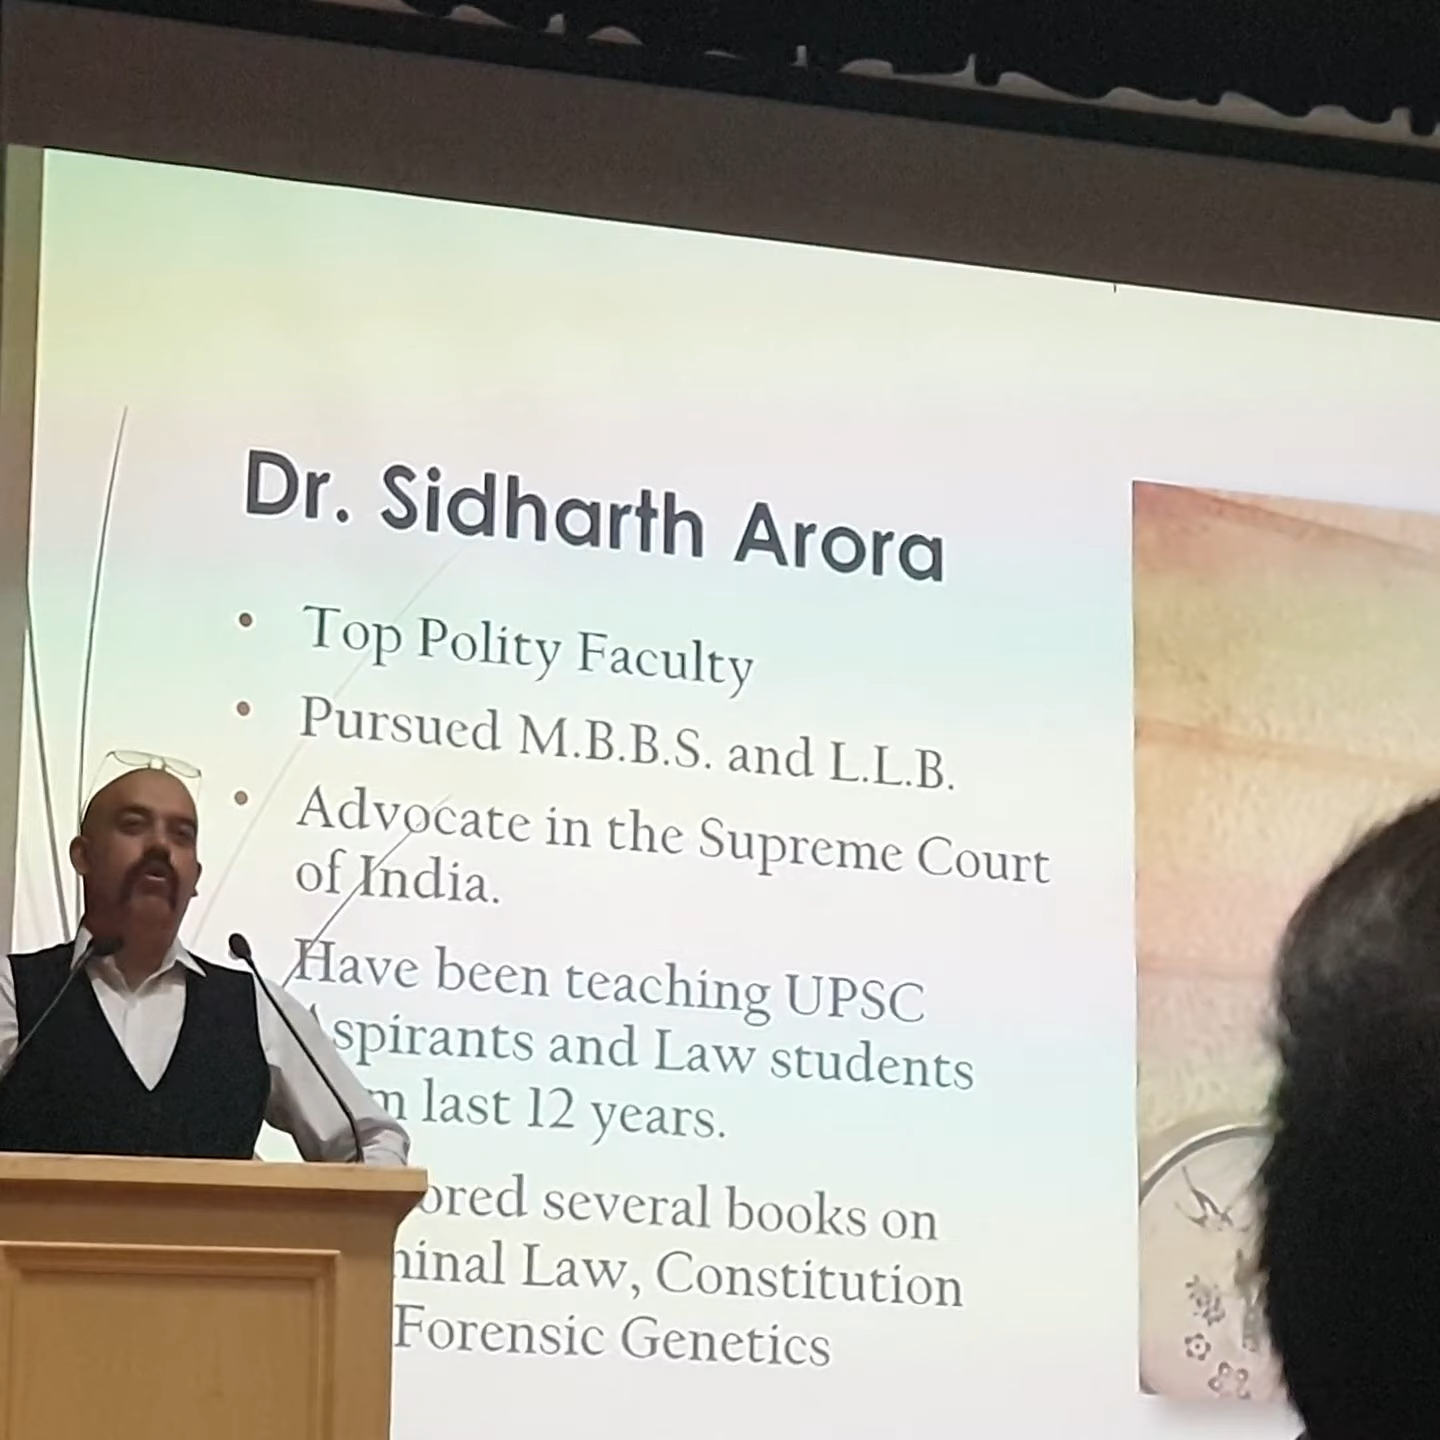 Dr. Sidharth Arora
• Top Polity Faculty
• Pursued M.B.B.S. and L.L.B.
• Advocate in the Supreme Court
of India.
Have been teaching UPSC
spirants and Law students
m last 12 years.
ored several books on
inal Law, Constitution
Forensic Genetics